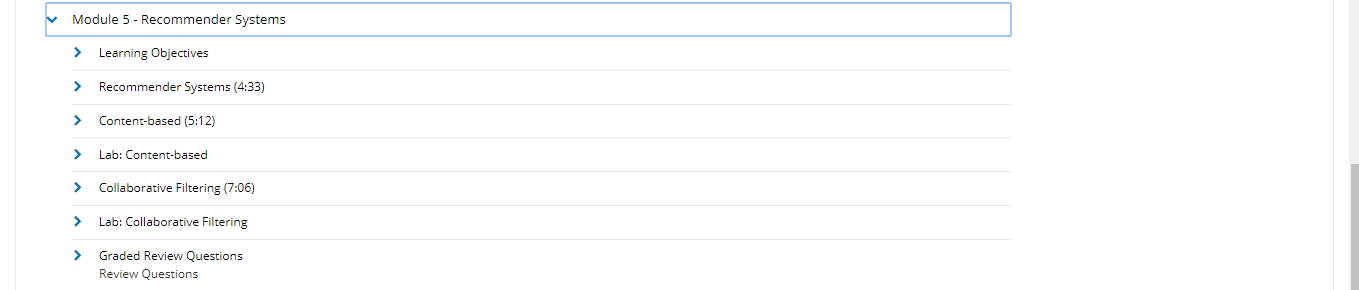 Module 5 - Recommender Systems
Learning Objectives
Recommender Systems (4:33)
Content-based (5:12)
Lab: Content-based
Collaborative Filtering (7:06)
Lab: Collaborative Filtering
Graded Review Questions
Review Questions